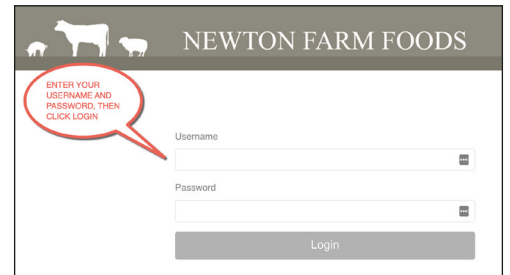 NEWTON FARM FOODS
ENTER YOUR
USERNAME AND
PASSWORD, THEN
CLICK LOGIN
Username
Password
Login